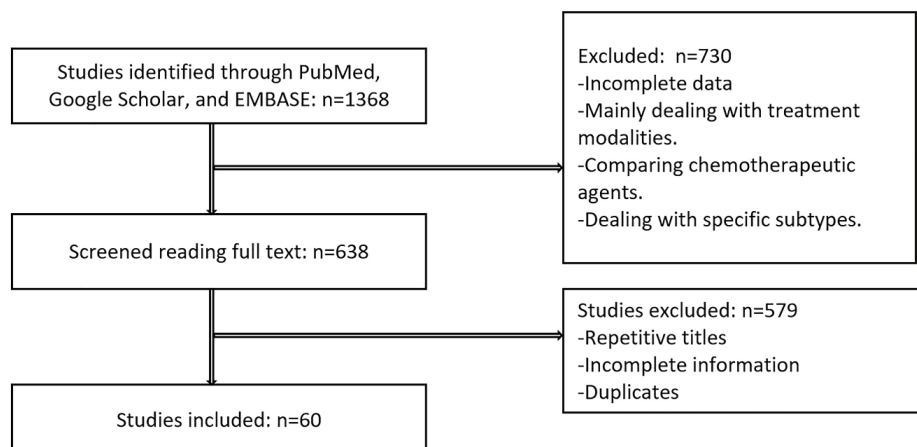 Studies identified through PubMed,
Google Scholar, and EMBASE: n=1368
Excluded:  n=730
-Incomplete data
-Mainly dealing with treatment
modalities.
-Comparing chemotherapeutic
agents.
-Dealing with specific subtypes.
Screened reading full text: n=638
Studies excluded: n=579
-Repetitive titles
-Incomplete information
-Duplicates
Studies included: n=60